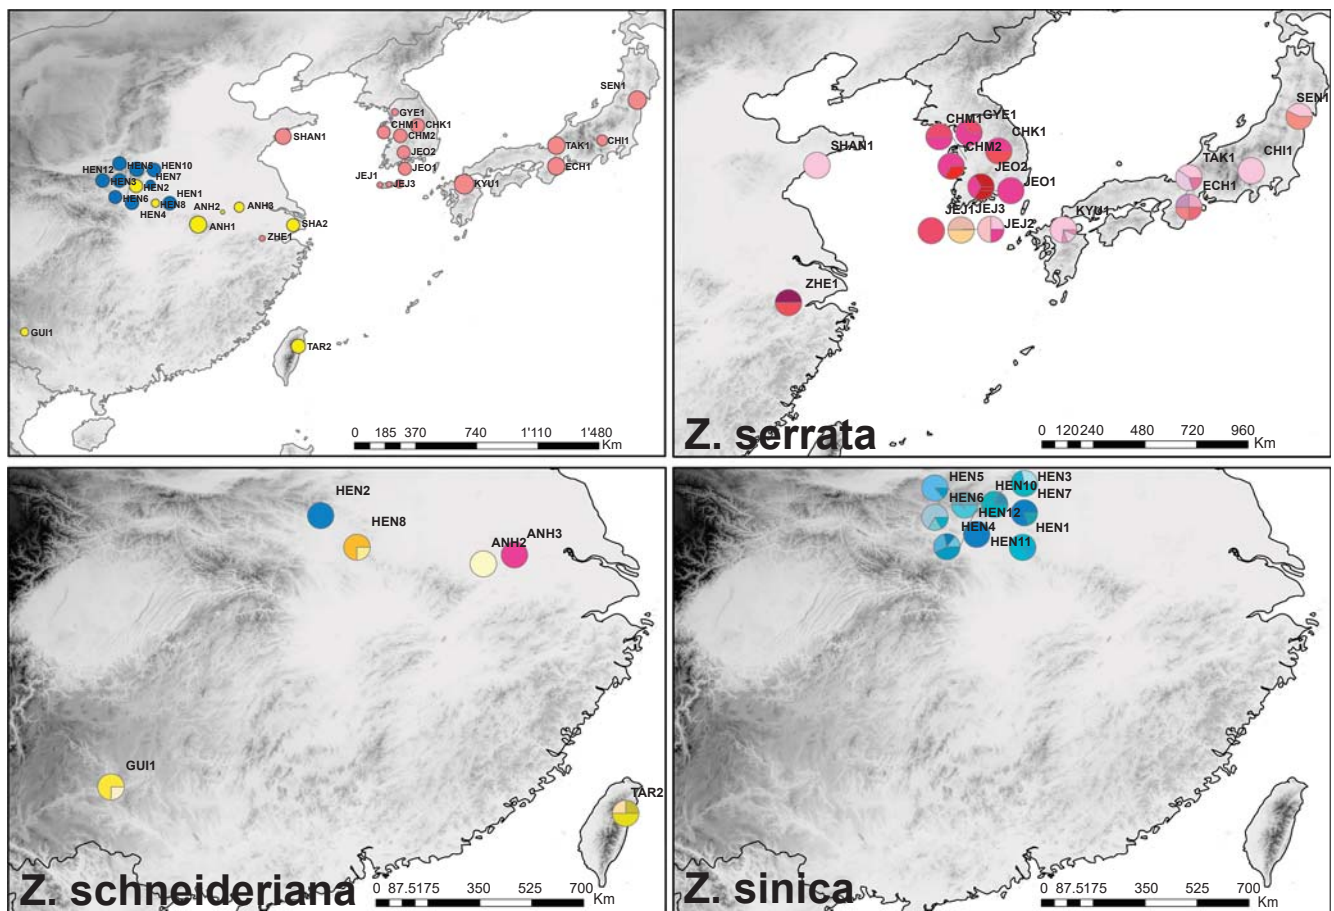 SEN1
GYE1
CHM1
CHK1
CHM2
SHAN1
TAK1
CHI1
JEO2
ECH1
JEO1
JEJ1
JEJ3
KYU1
HEN5
HEN10
HEN12
HEN7
HEN3
HEN2
HEN6
HEN1
HEN8
HEN4
ANH2
ANH3
ANH1
SHA2
ZHE1
GUI1
TAR2
0 185 370 740 1'110 1'480
Km
SEN1
CHM1
GYE1
CHK1
SHAN1
CHM2
TAK1
CHI1
JEO2
JEO1
ECH1
JEJ1
JEJ3
JEJ2
KYU1
ZHE1
Z. serrata
0 120 240 480 720 960
Km
HEN2
HEN8
ANH3
ANH2
GUI1
TAR2
Z. schneideriana
0 87.5 175 350 525 700
Km
HEN5
HEN3
HEN10
HEN7
HEN6
HEN12
HEN4
HEN1
HEN11
Z. sinica
0 87.5 175 350 525 700
Km